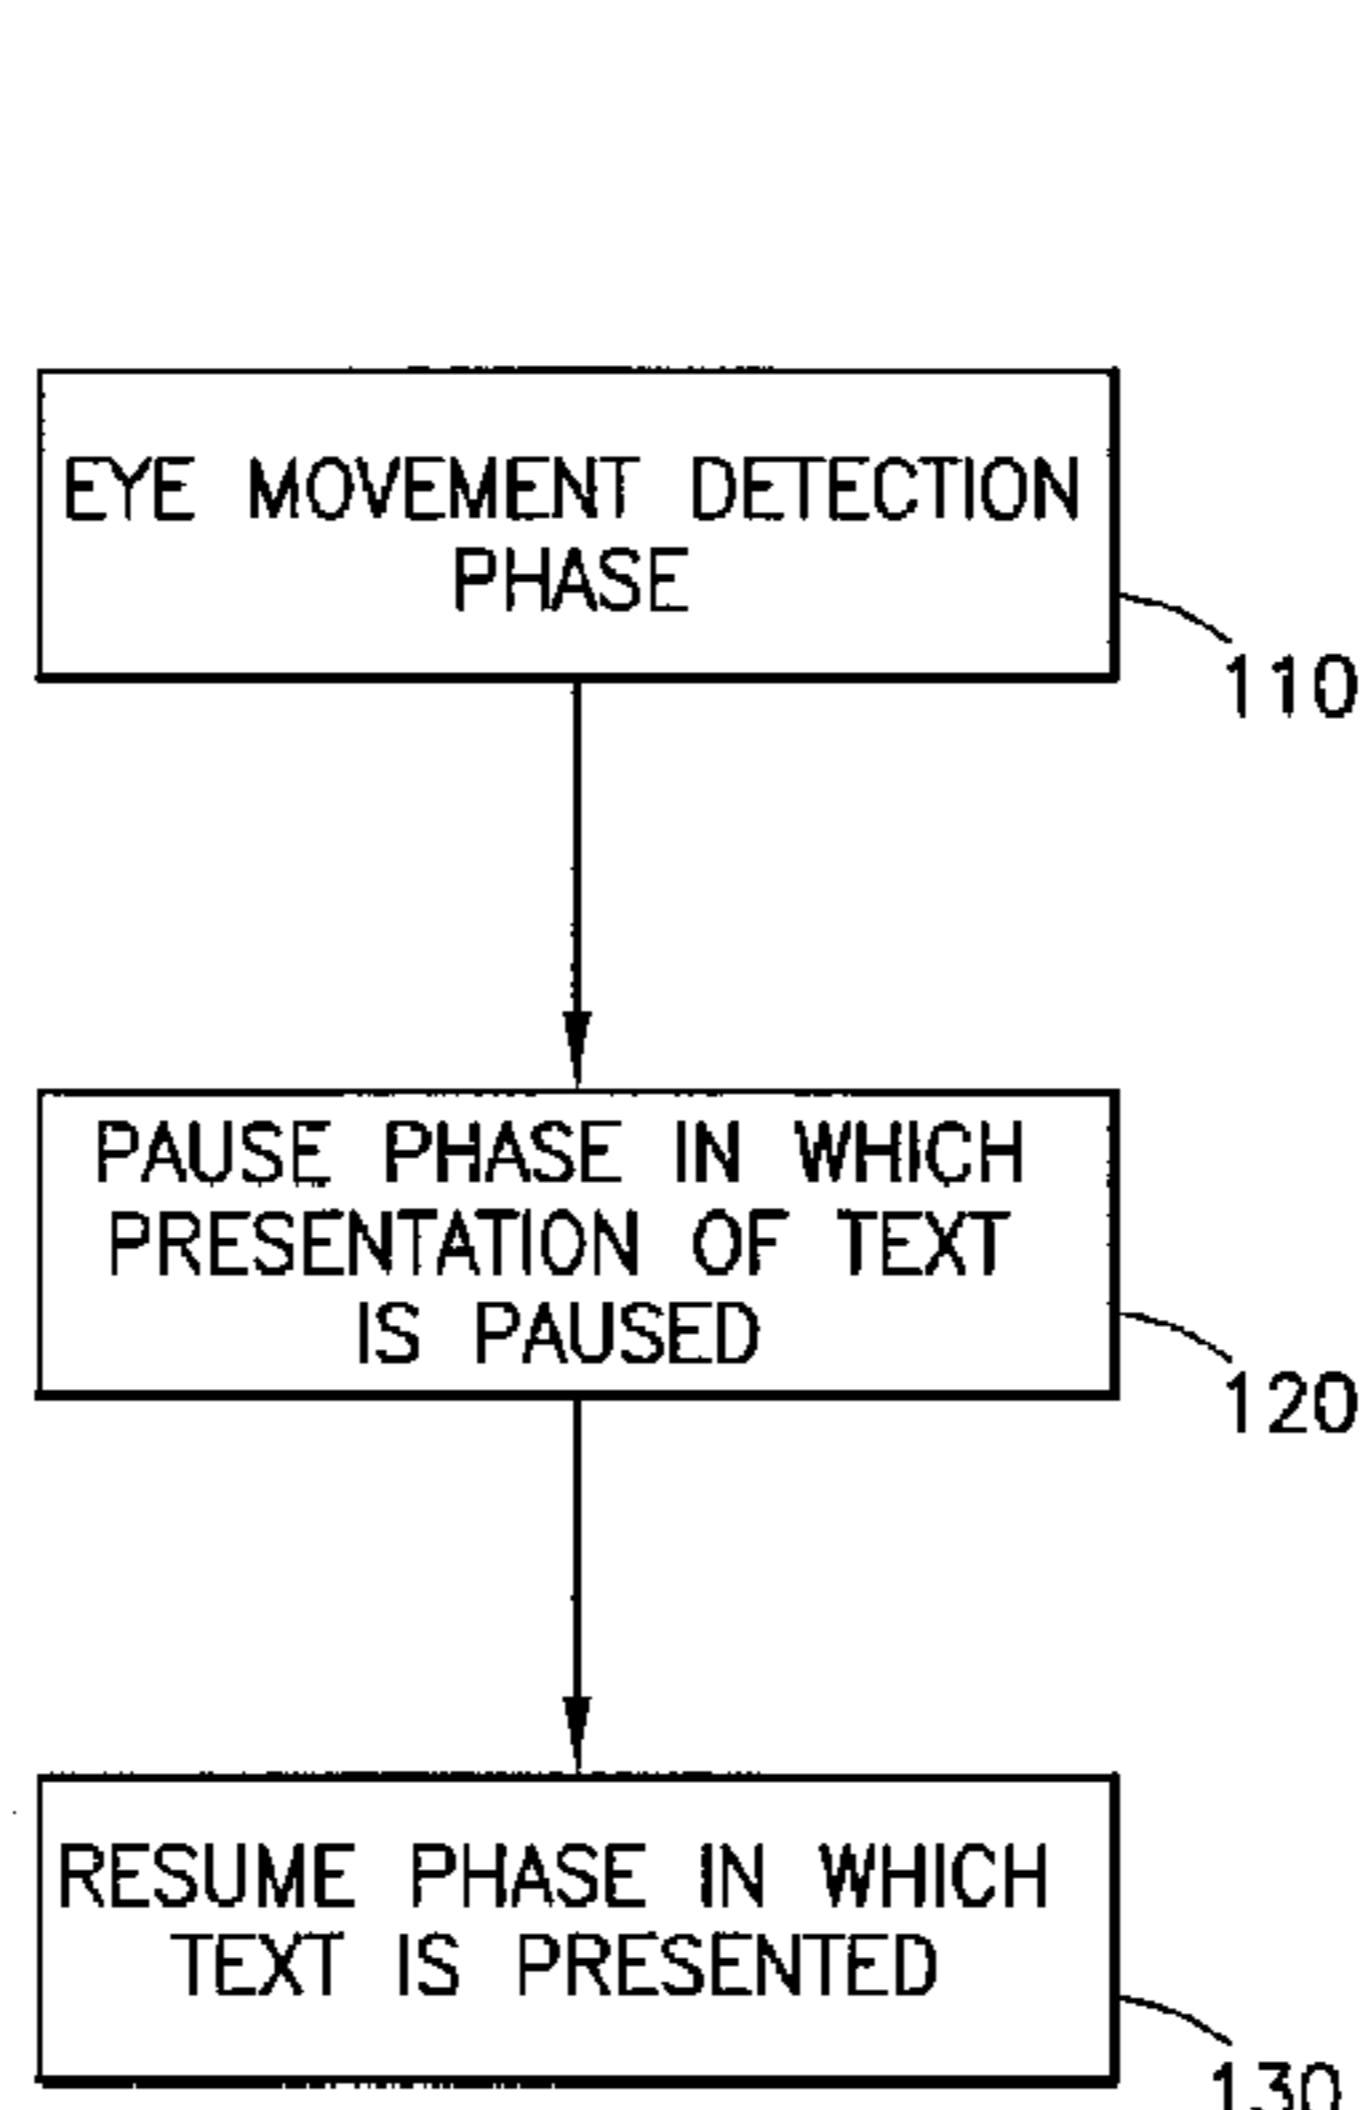 EYE MOVEMENT DETECTION
PHASE
110
PAUSE PHASE IN WHICH
PRESENTATION OF TEXT
IS PAUSED
120
RESUME PHASE IN WHICH
TEXT IS PRESENTED
130